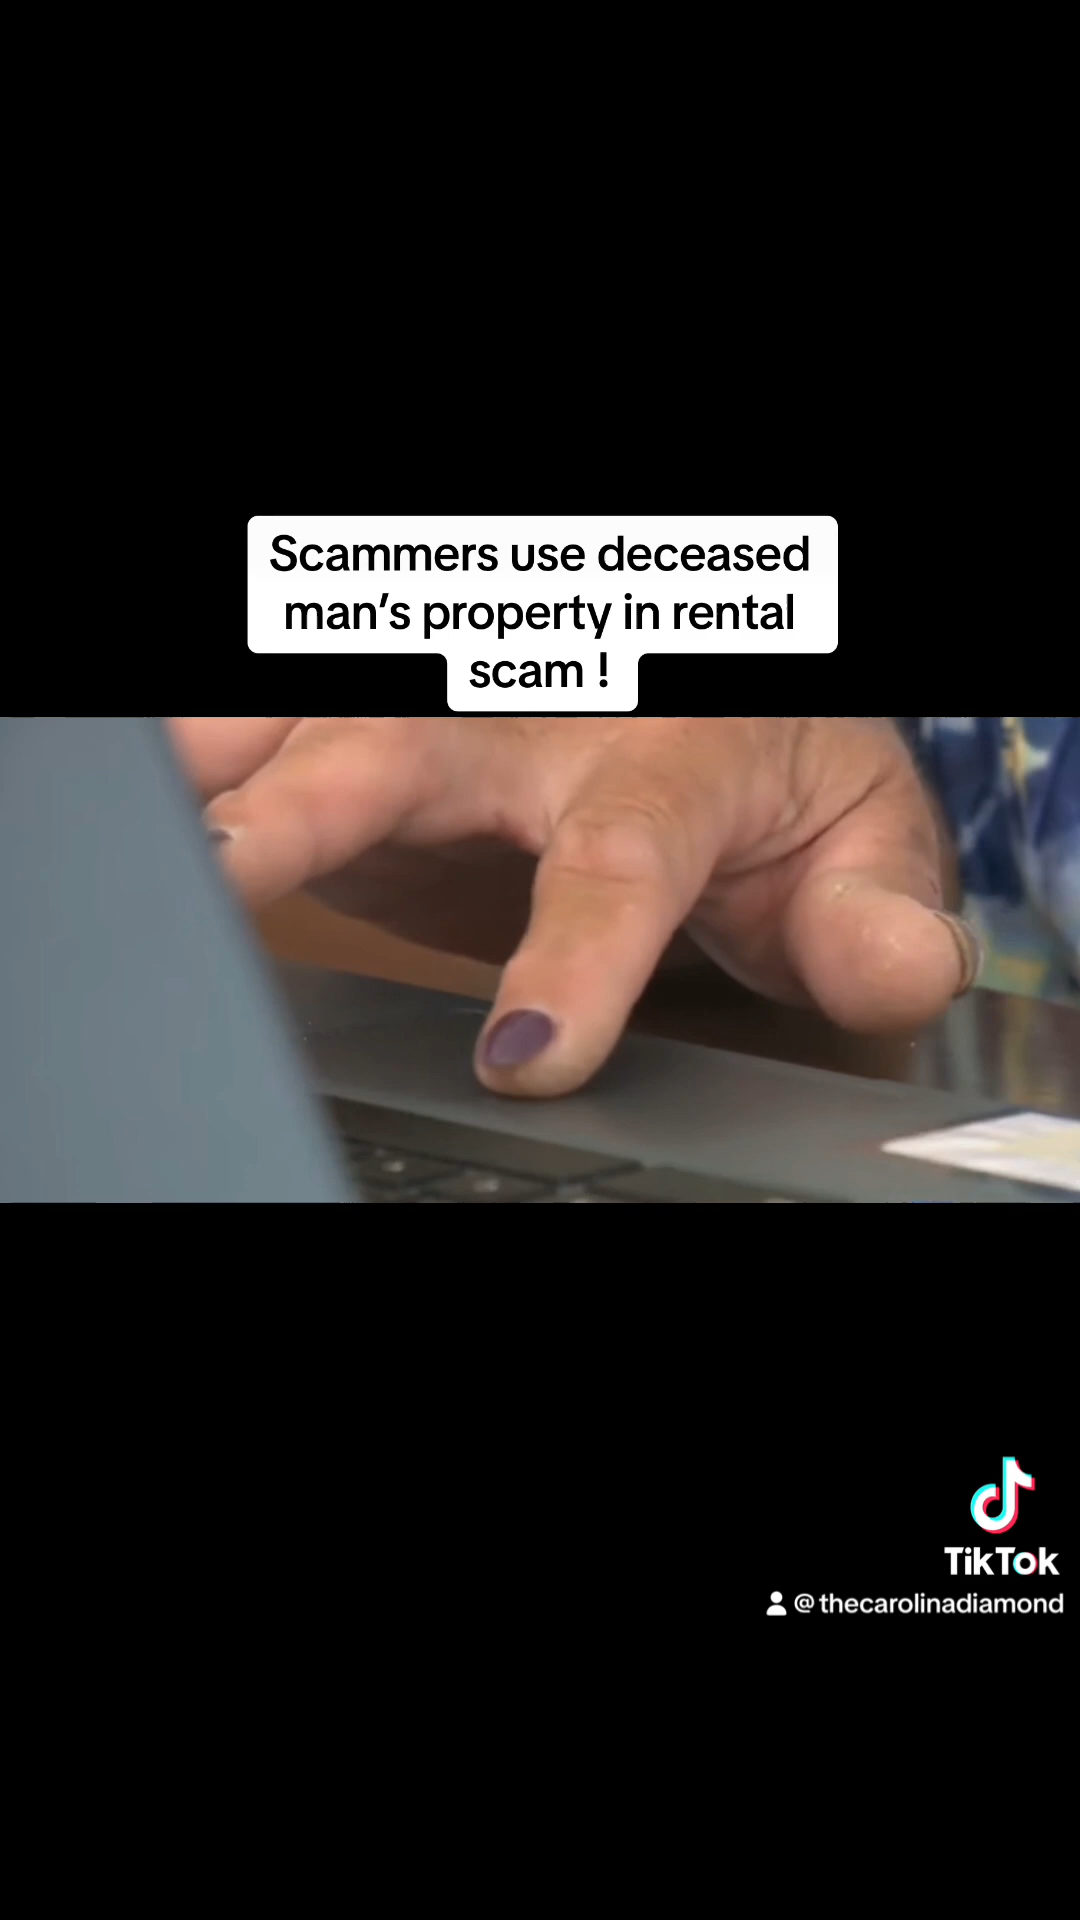 Scammers use deceased
man’s property in rental
scam !
TikTok
@thecarolinadiamond